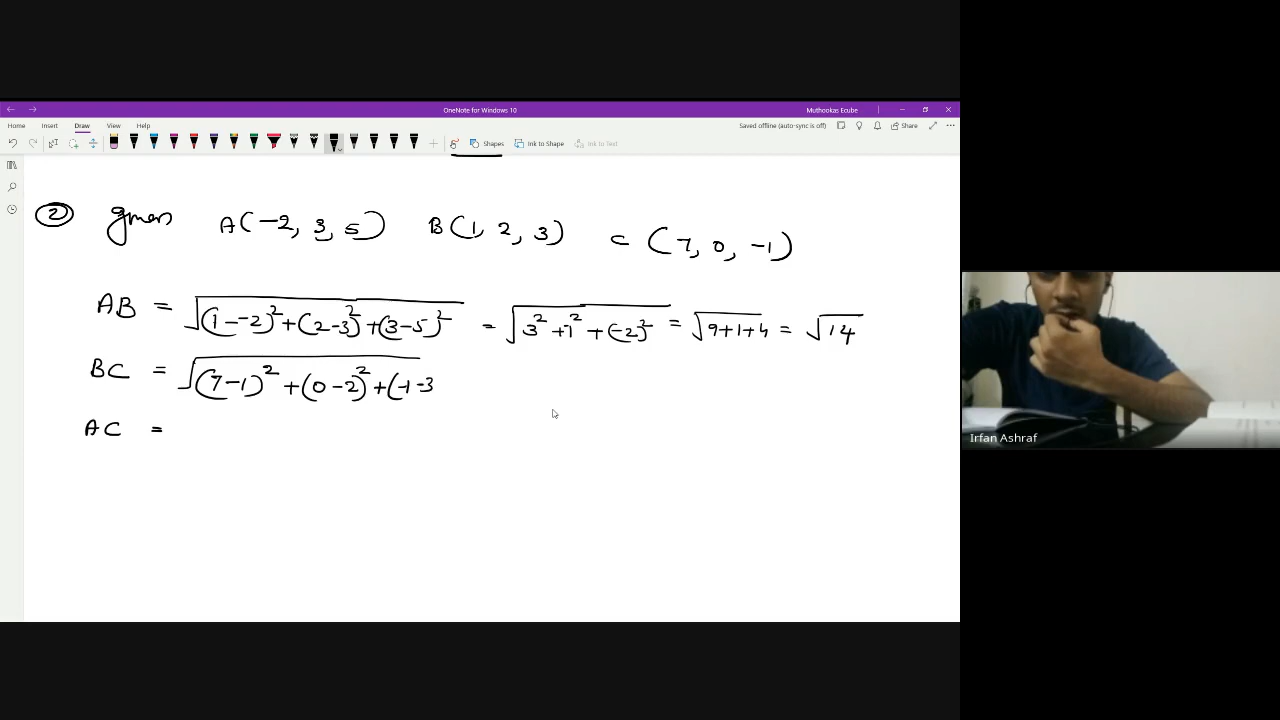 OneNote for Windows 10
Muthookas Ecube
Home Insert Draw View Help
Saved offline (auto-sync is off)
Share
Shapes
Ink to Shape
Ink to Text
② given A(-2, 3, 5) B(1, 2, 3) C (7, 0, -1)
AB = √(1--2)²+(2-3)²+(3-5)² = √3²+1²+(-2)² = √9+1+4 = √14
BC = √(7-1)²+(0-2)²+(-1-3
AC =
Irfan Ashraf